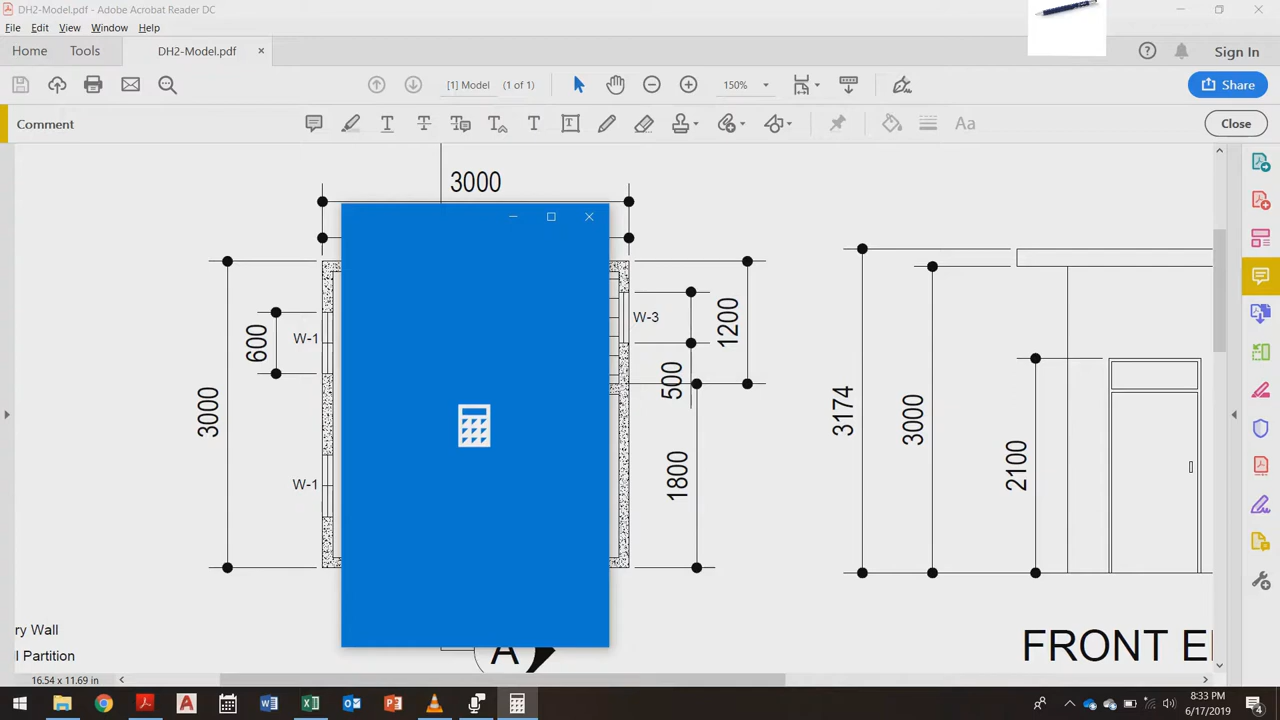 DH2-Model.pdf - Adobe Acrobat Reader DC
File Edit View Window Help
Home Tools DH2-Model.pdf × Sign In
[1] Model (1 of 1) 150% Share
Comment Close
3000
W-1
W-3
600
1200
500
3000
1800
W-1
3174
3000
2100
ry Wall
l Partition
A
FRONT E
16.54 x 11.69 in
8:33 PM
6/17/2019
4